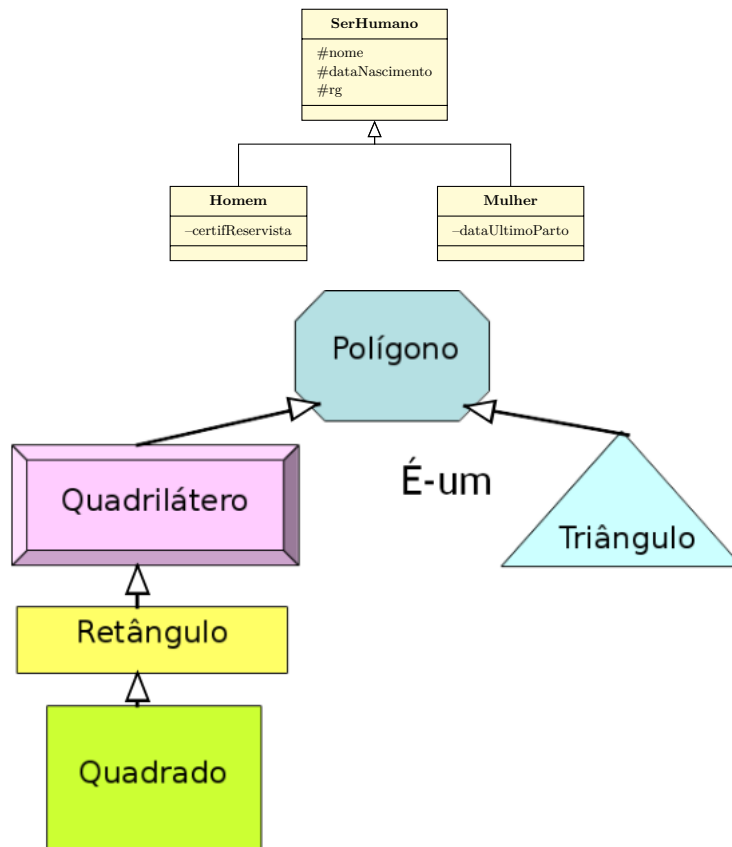 SerHumano
#nome
#dataNascimento
#rg
Homem
–certifReservista
Mulher
–dataUltimoParto
Polígono
Quadrilátero
É-um
Triângulo
Retângulo
Quadrado